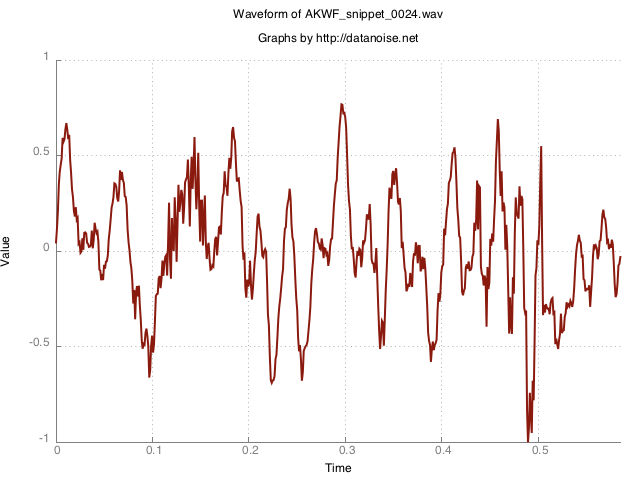 Waveform of AKWF_snippet_0024.wav
Graphs by http://datanoise.net
1
0.5
0
-0.5
-1
Value
0 0.1 0.2 0.3 0.4 0.5
Time